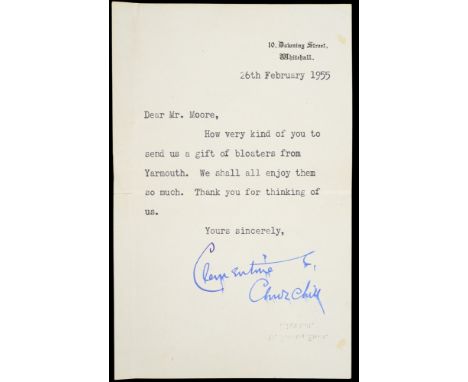 10, Downing Street,
Whitehall.
26th February 1955
Dear Mr. Moore,
How very kind of you to
send us a gift of bloaters from
Yarmouth. We shall all enjoy them
so much. Thank you for thinking of
us.
Yours sincerely,
Clementine S.
Churchill